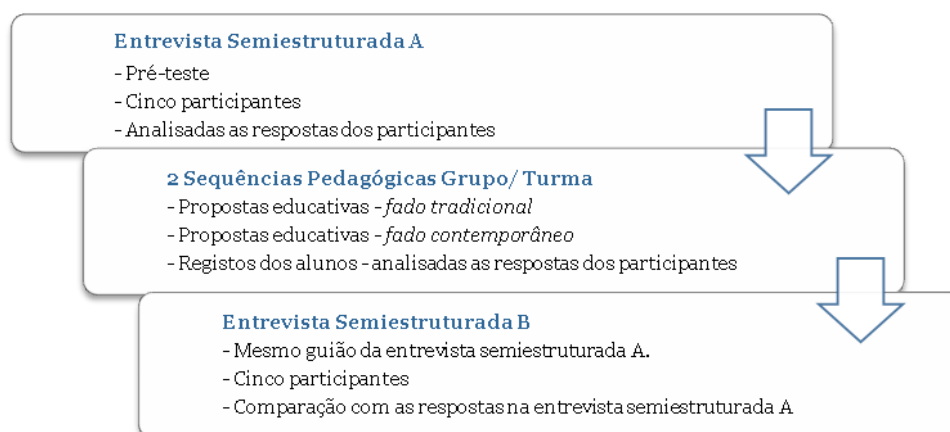 Entrevista Semiestruturada A
- Pré-teste
- Cinco participantes
- Analisadas as respostas dos participantes
2 Sequências Pedagógicas Grupo/ Turma
- Propostas educativas - fado tradicional
- Propostas educativas - fado contemporâneo
- Registos dos alunos - analisadas as respostas dos participantes
Entrevista Semiestruturada B
- Mesmo guião da entrevista semiestruturada A.
- Cinco participantes
- Comparação com as respostas na entrevista semiestruturada A